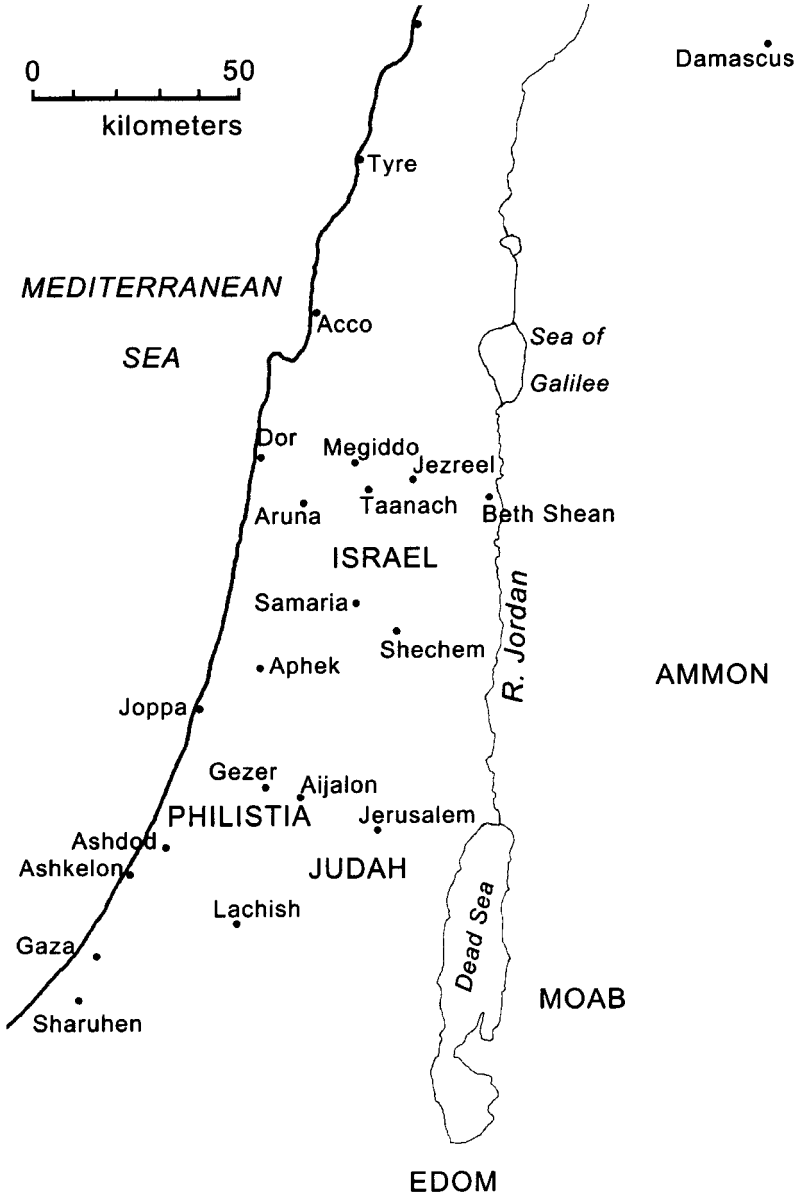 Damascus
0 50
kilometers
Tyre
MEDITERRANEAN
SEA
Acco
Sea of
Galilee
Dor
Megiddo
Jezreel
Taanach
Aruna
Beth Shean
ISRAEL
Samaria
Shechem
R. Jordan
Aphek
AMMON
Joppa
Gezer
Aijalon
PHILISTIA
Jerusalem
Ashdod
JUDAH
Ashkelon
Lachish
Dead Sea
Gaza
MOAB
Sharuhen
EDOM